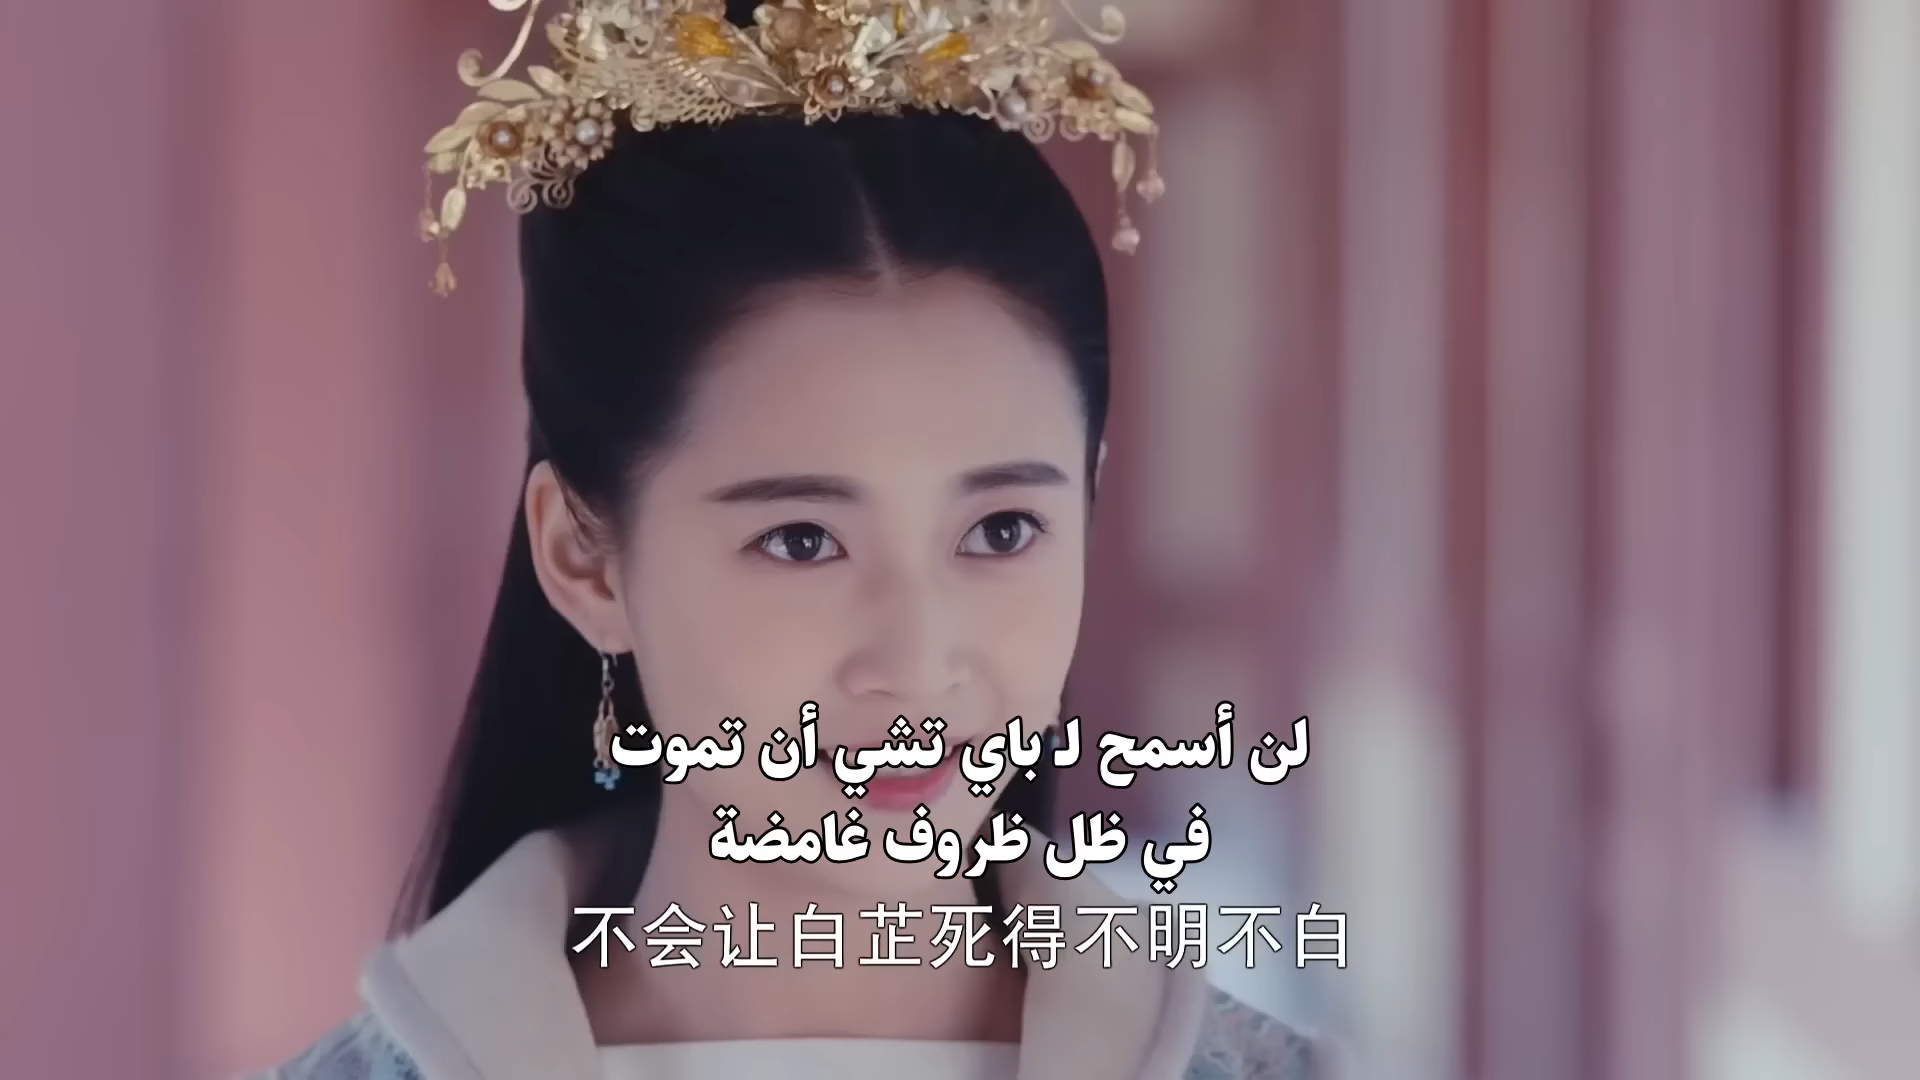 لن أسمح لـ باي تشي أن تموت
في ظل ظروف غامضة
不会让白芷死得不明不白